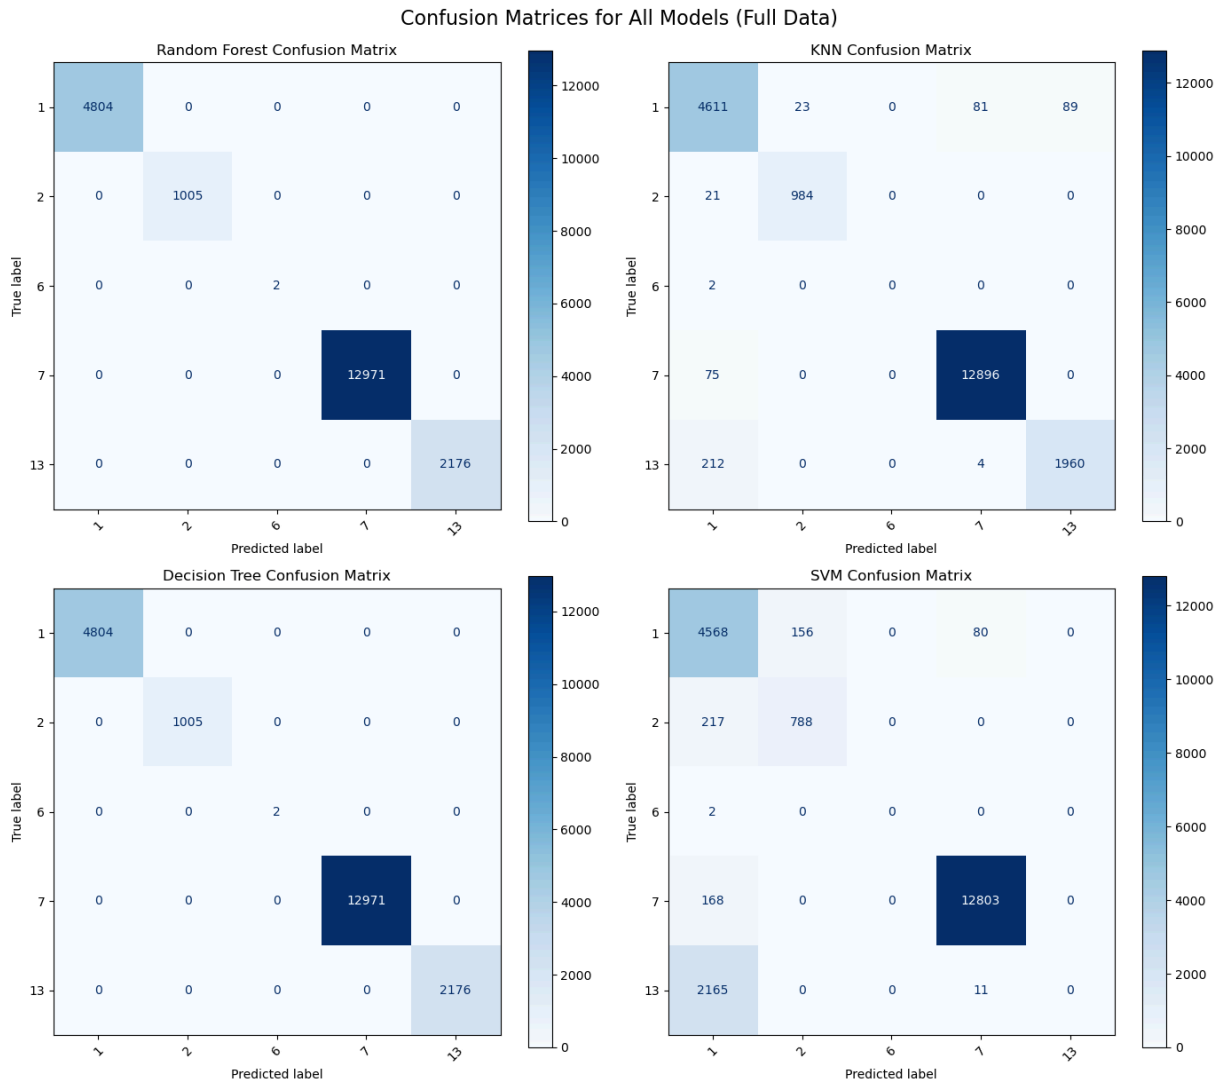 Confusion Matrices for All Models (Full Data)
Random Forest Confusion Matrix
1 4804 0 0 0 0
2 0 1005 0 0 0
6 0 0 2 0 0
7 0 0 0 12971 0
13 0 0 0 0 2176
1 2 6 7 13
True label
Predicted label
12000
10000
8000
6000
4000
2000
0
KNN Confusion Matrix
1 4611 23 0 81 89
2 21 984 0 0 0
6 2 0 0 0 0
7 75 0 0 12896 0
13 212 0 0 4 1960
1 2 6 7 13
True label
Predicted label
12000
10000
8000
6000
4000
2000
0
Decision Tree Confusion Matrix
1 4804 0 0 0 0
2 0 1005 0 0 0
6 0 0 2 0 0
7 0 0 0 12971 0
13 0 0 0 0 2176
1 2 6 7 13
True label
Predicted label
12000
10000
8000
6000
4000
2000
0
SVM Confusion Matrix
1 4568 156 0 80 0
2 217 788 0 0 0
6 2 0 0 0 0
7 168 0 0 12803 0
13 2165 0 0 11 0
1 2 6 7 13
True label
Predicted label
12000
10000
8000
6000
4000
2000
0